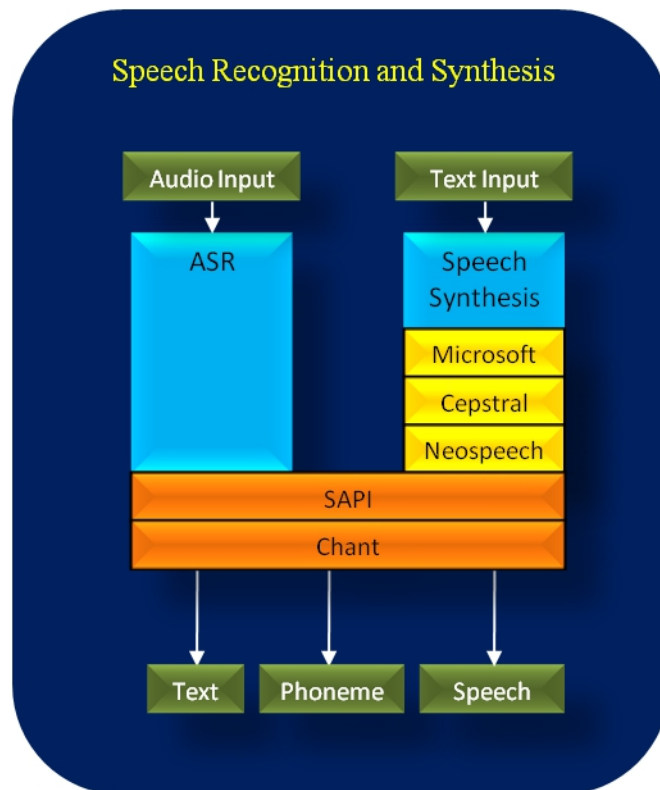 Speech Recognition and Synthesis
Audio Input
Text Input
ASR
Speech
Synthesis
Microsoft
Cepstral
Neospeech
SAPI
Chant
Text
Phoneme
Speech